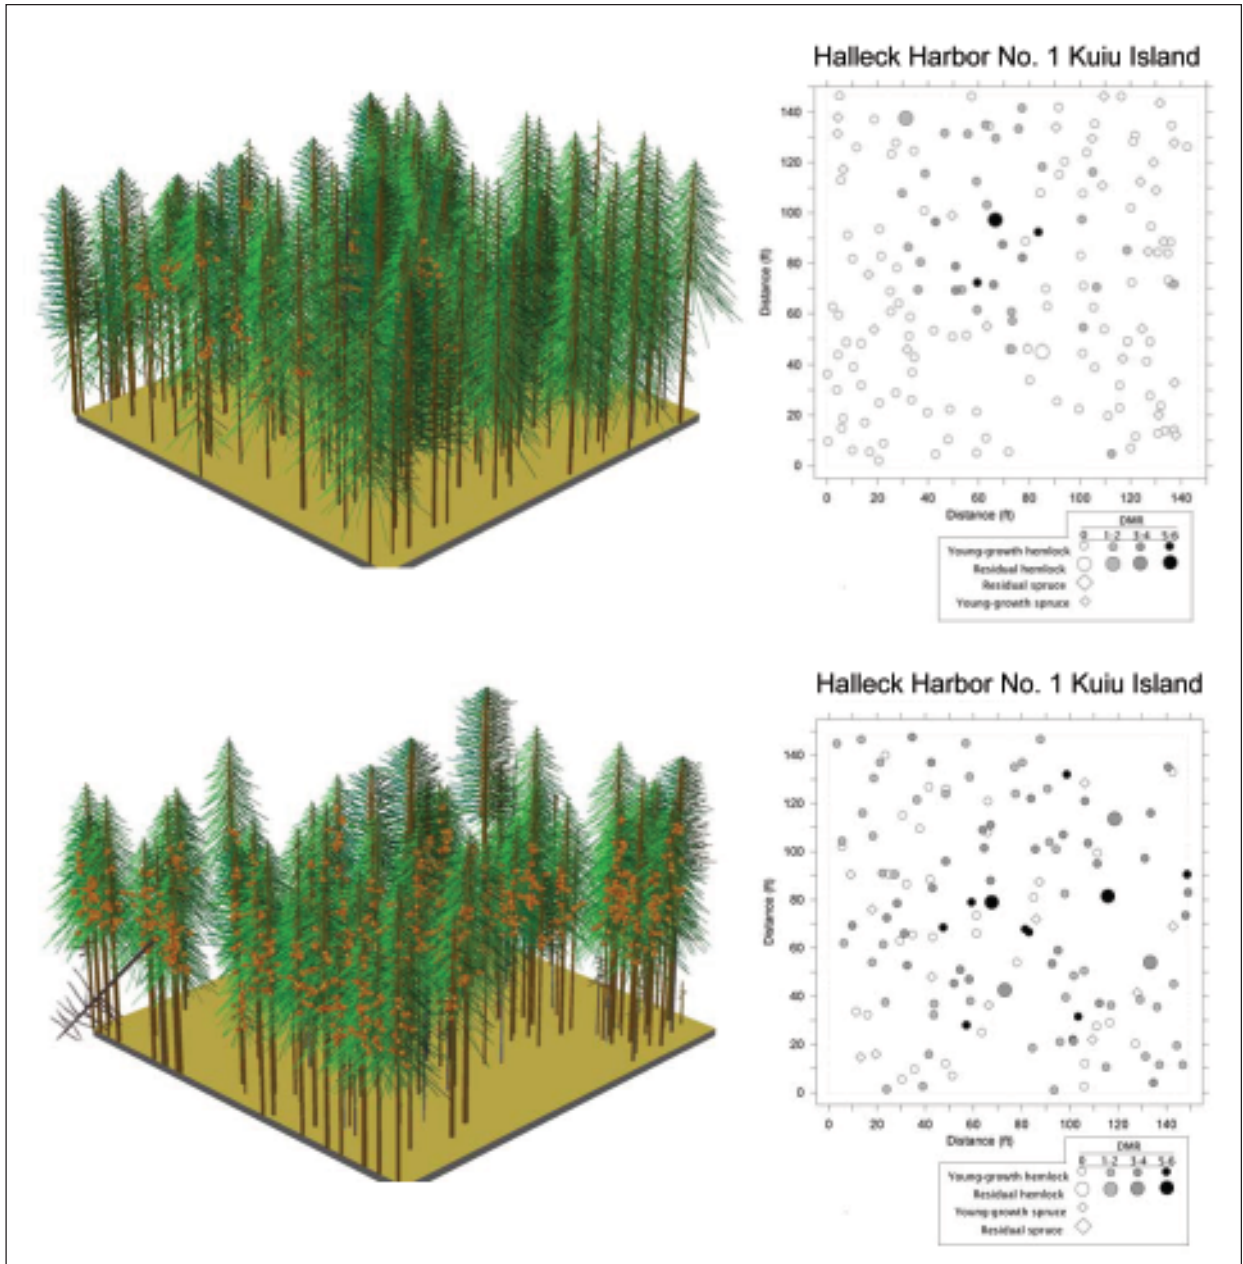 Halleck Harbor No. 1 Kuiu Island
140
120
100
80
60
40
20
0
Distance (ft)
0 20 40 60 80 100 120 140
Distance (ft)
DMR
0 1-2 3-4 5-6
Young-growth hemlock
Residual hemlock
Residual spruce
Young-growth spruce
Halleck Harbor No. 1 Kuiu Island
140
120
100
80
60
40
20
0
Distance (ft)
0 20 40 60 80 100 120 140
Distance (ft)
DMR
0 1-2 3-4 5-6
Young-growth hemlock
Residual hemlock
Young-growth spruce
Residual spruce